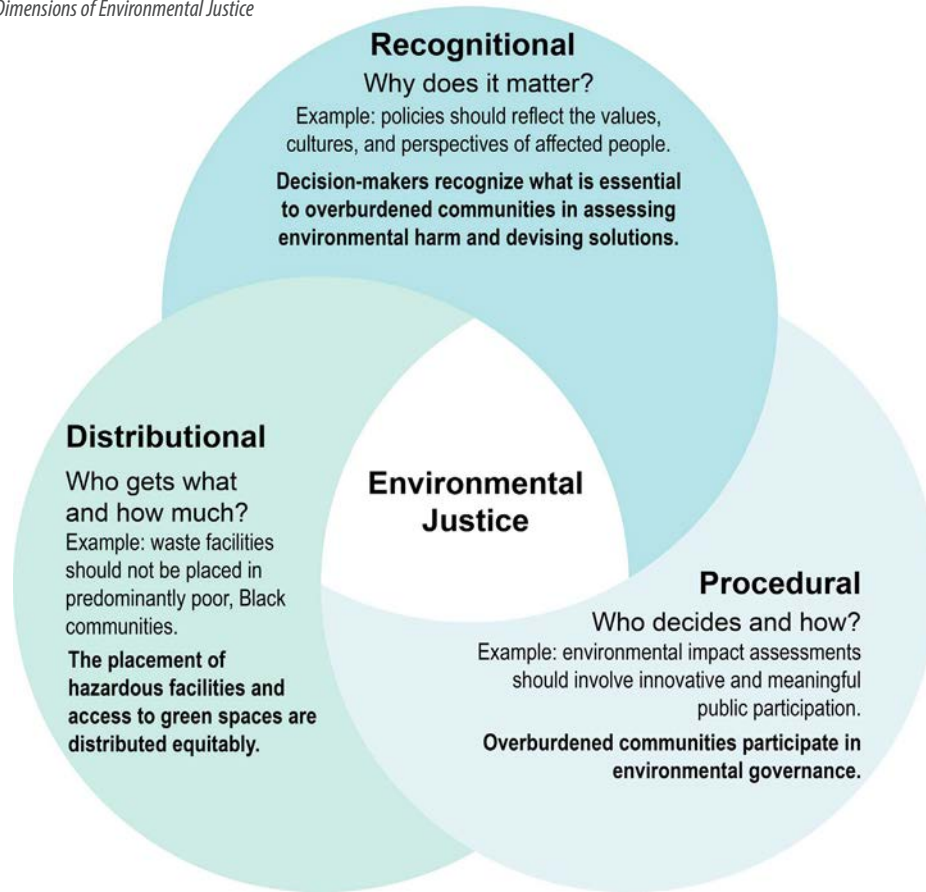 Dimensions of Environmental Justice
Recognitional
Why does it matter?
Example: policies should reflect the values,
cultures, and perspectives of affected people.
Decision-makers recognize what is essential
to overburdened communities in assessing
environmental harm and devising solutions.
Distributional
Who gets what
and how much?
Example: waste facilities
should not be placed in
predominantly poor, Black
communities.
The placement of
hazardous facilities and
access to green spaces are
distributed equitably.
Environmental
Justice
Procedural
Who decides and how?
Example: environmental impact assessments
should involve innovative and meaningful
public participation.
Overburdened communities participate in
environmental governance.